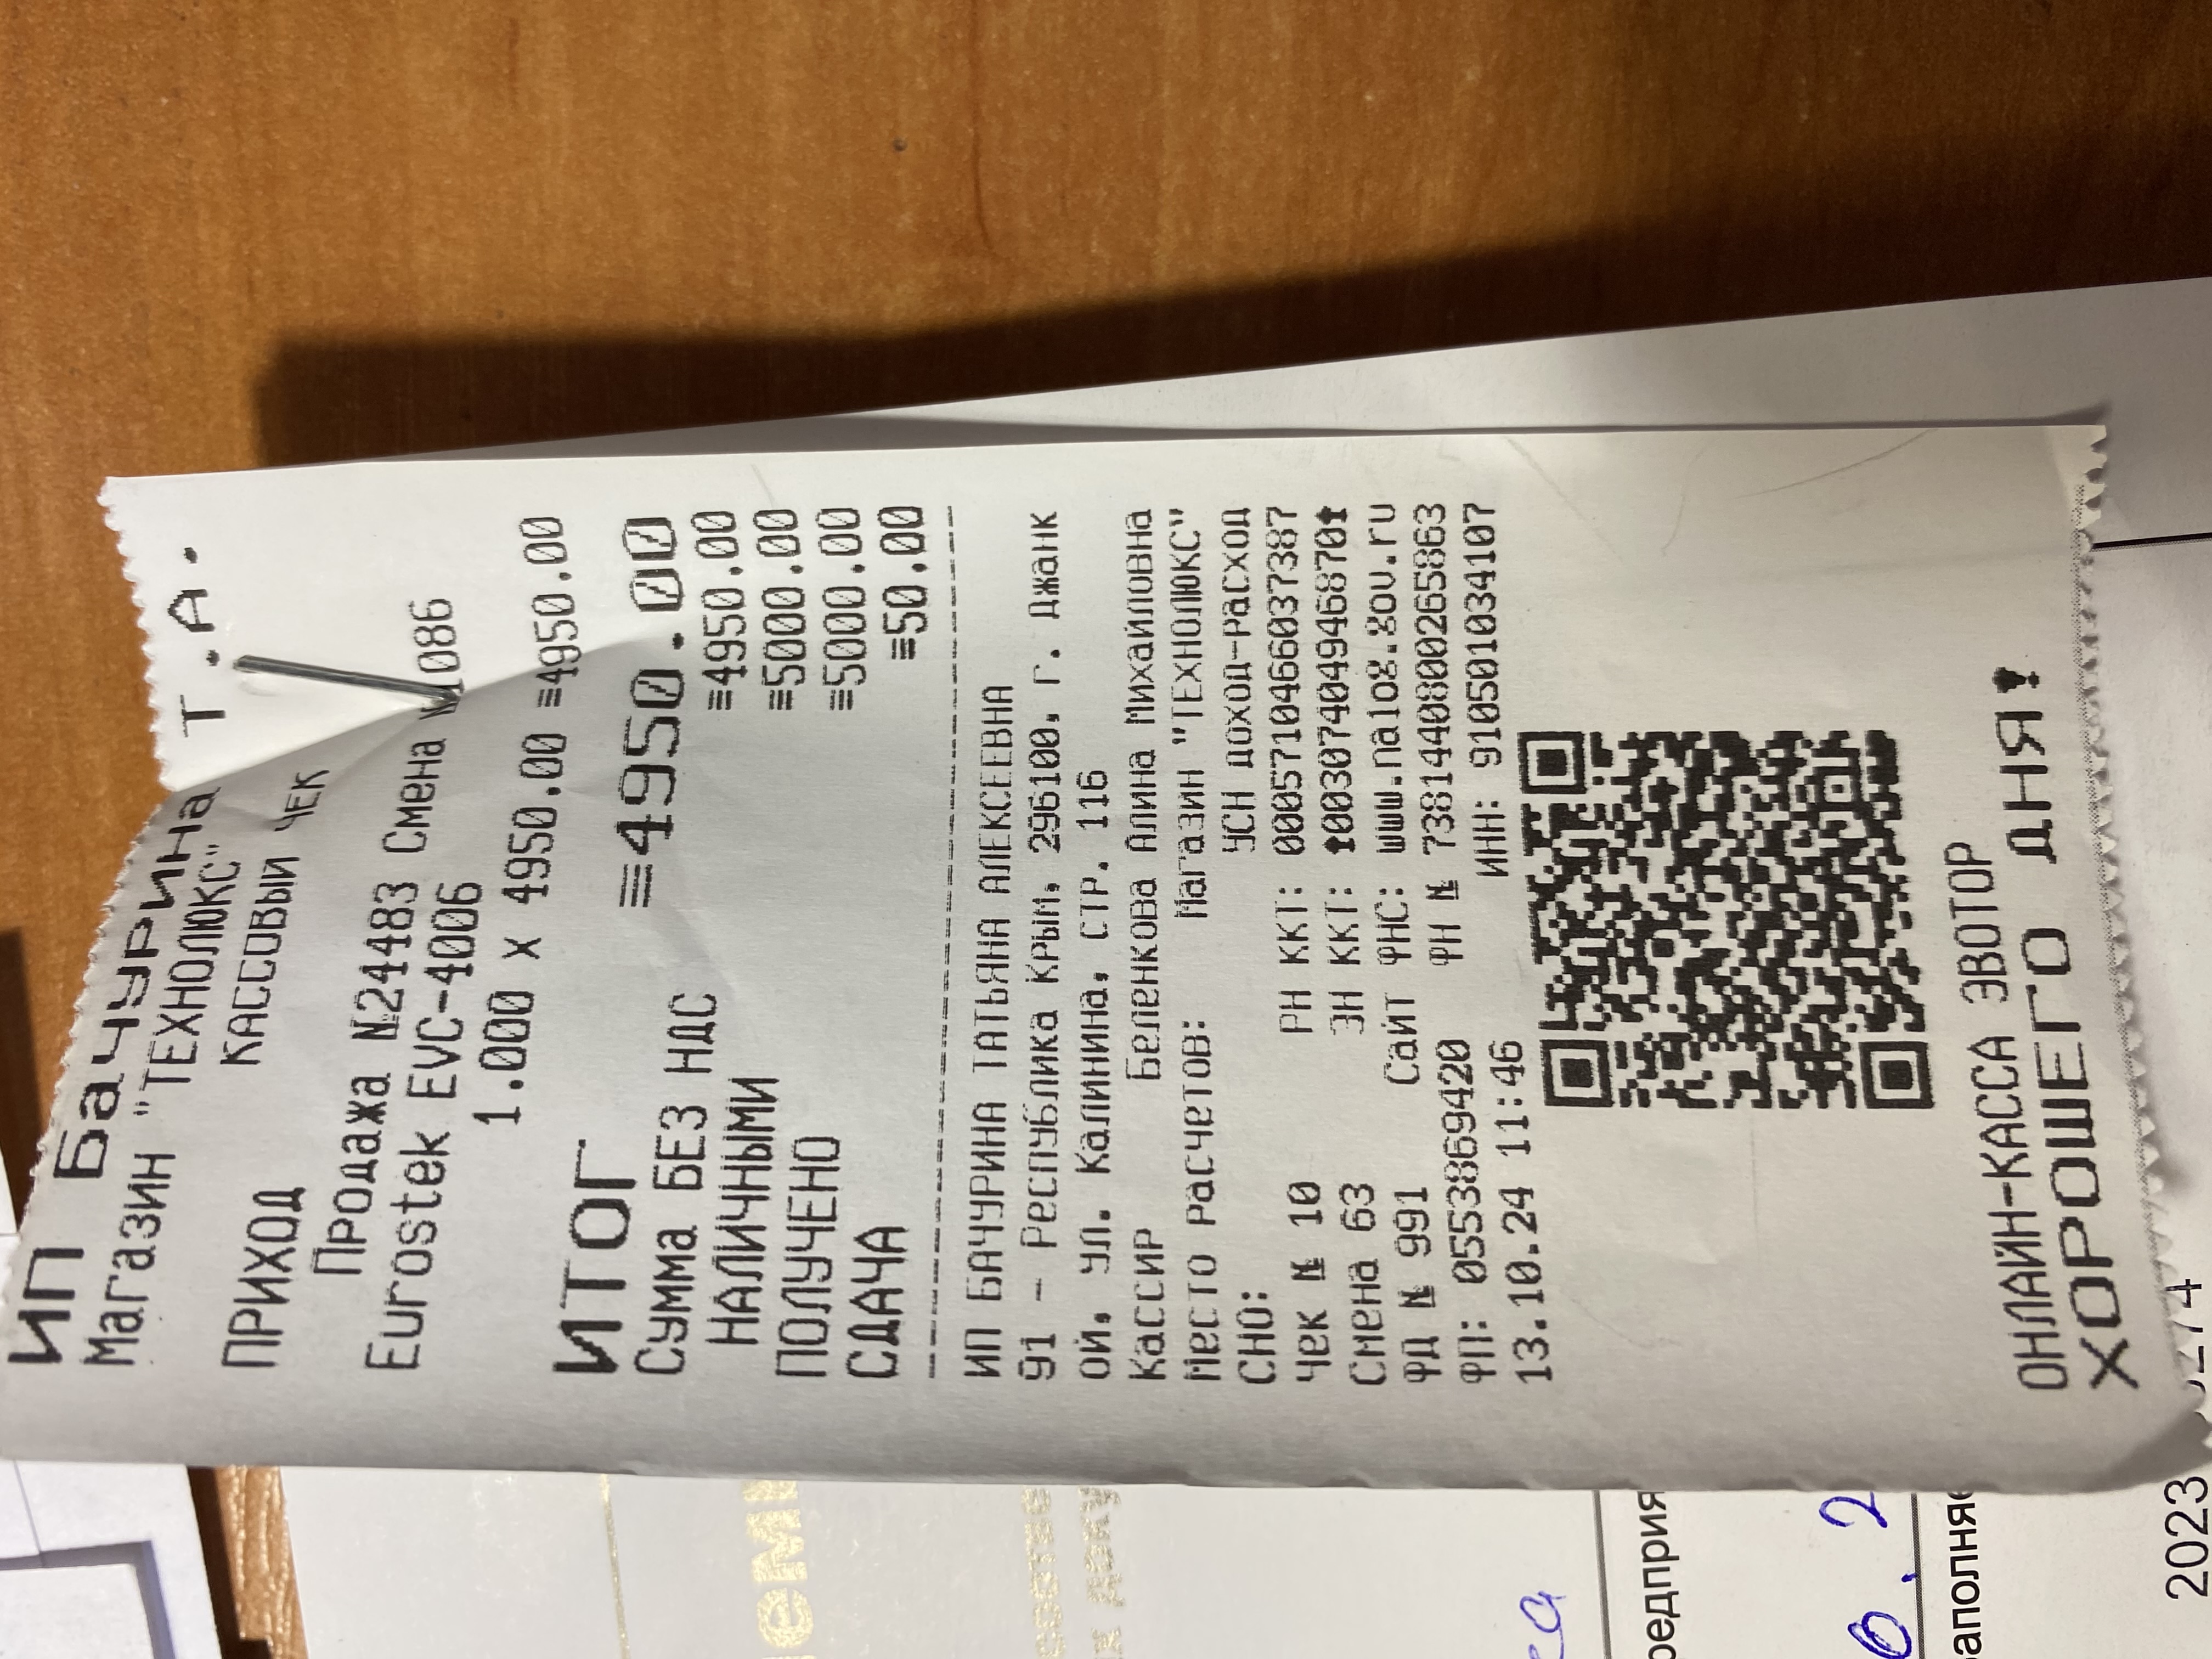 ИП Бачурина Т.А.
Магазин "ТЕХНОЛЮКС"
КАССОВЫЙ ЧЕК
ПРИХОД
Продажа №24483 Смена №1086
Eurostek EVC-4006
1.000 х 4950.00 ≡4950.00
ИТОГ ≡4950.00
СУММА БЕЗ НДС ≡4950.00
НАЛИЧНЫМИ ≡5000.00
ПОЛУЧЕНО ≡5000.00
СДАЧА ≡50.00
ИП БАЧУРИНА ТАТЬЯНА АЛЕКСЕЕВНА
91 - Республика Крым, 296100, г. Джанк
ой, ул. Калинина, СТР. 116
Кассир Беленкова Алина Михайловна
Место расчетов: Магазин "ТЕХНОЛЮКС"
СНО: УСН ДОХОД-РАСХОД
Чек № 10 РН ККТ: 0005710466037387
Смена 63 ЗН ККТ: 00307404946870
ФД № 991 Сайт ФНС: www.nalog.gov.ru
ФП: 0553869420 ФН № 7381440800265863
13.10.24 11:46 ИНН: 910501034107
ОНЛАЙН-КАССА ЭВОТОР
ХОРОШЕГО ДНЯ!
редприя
аполняе
2023